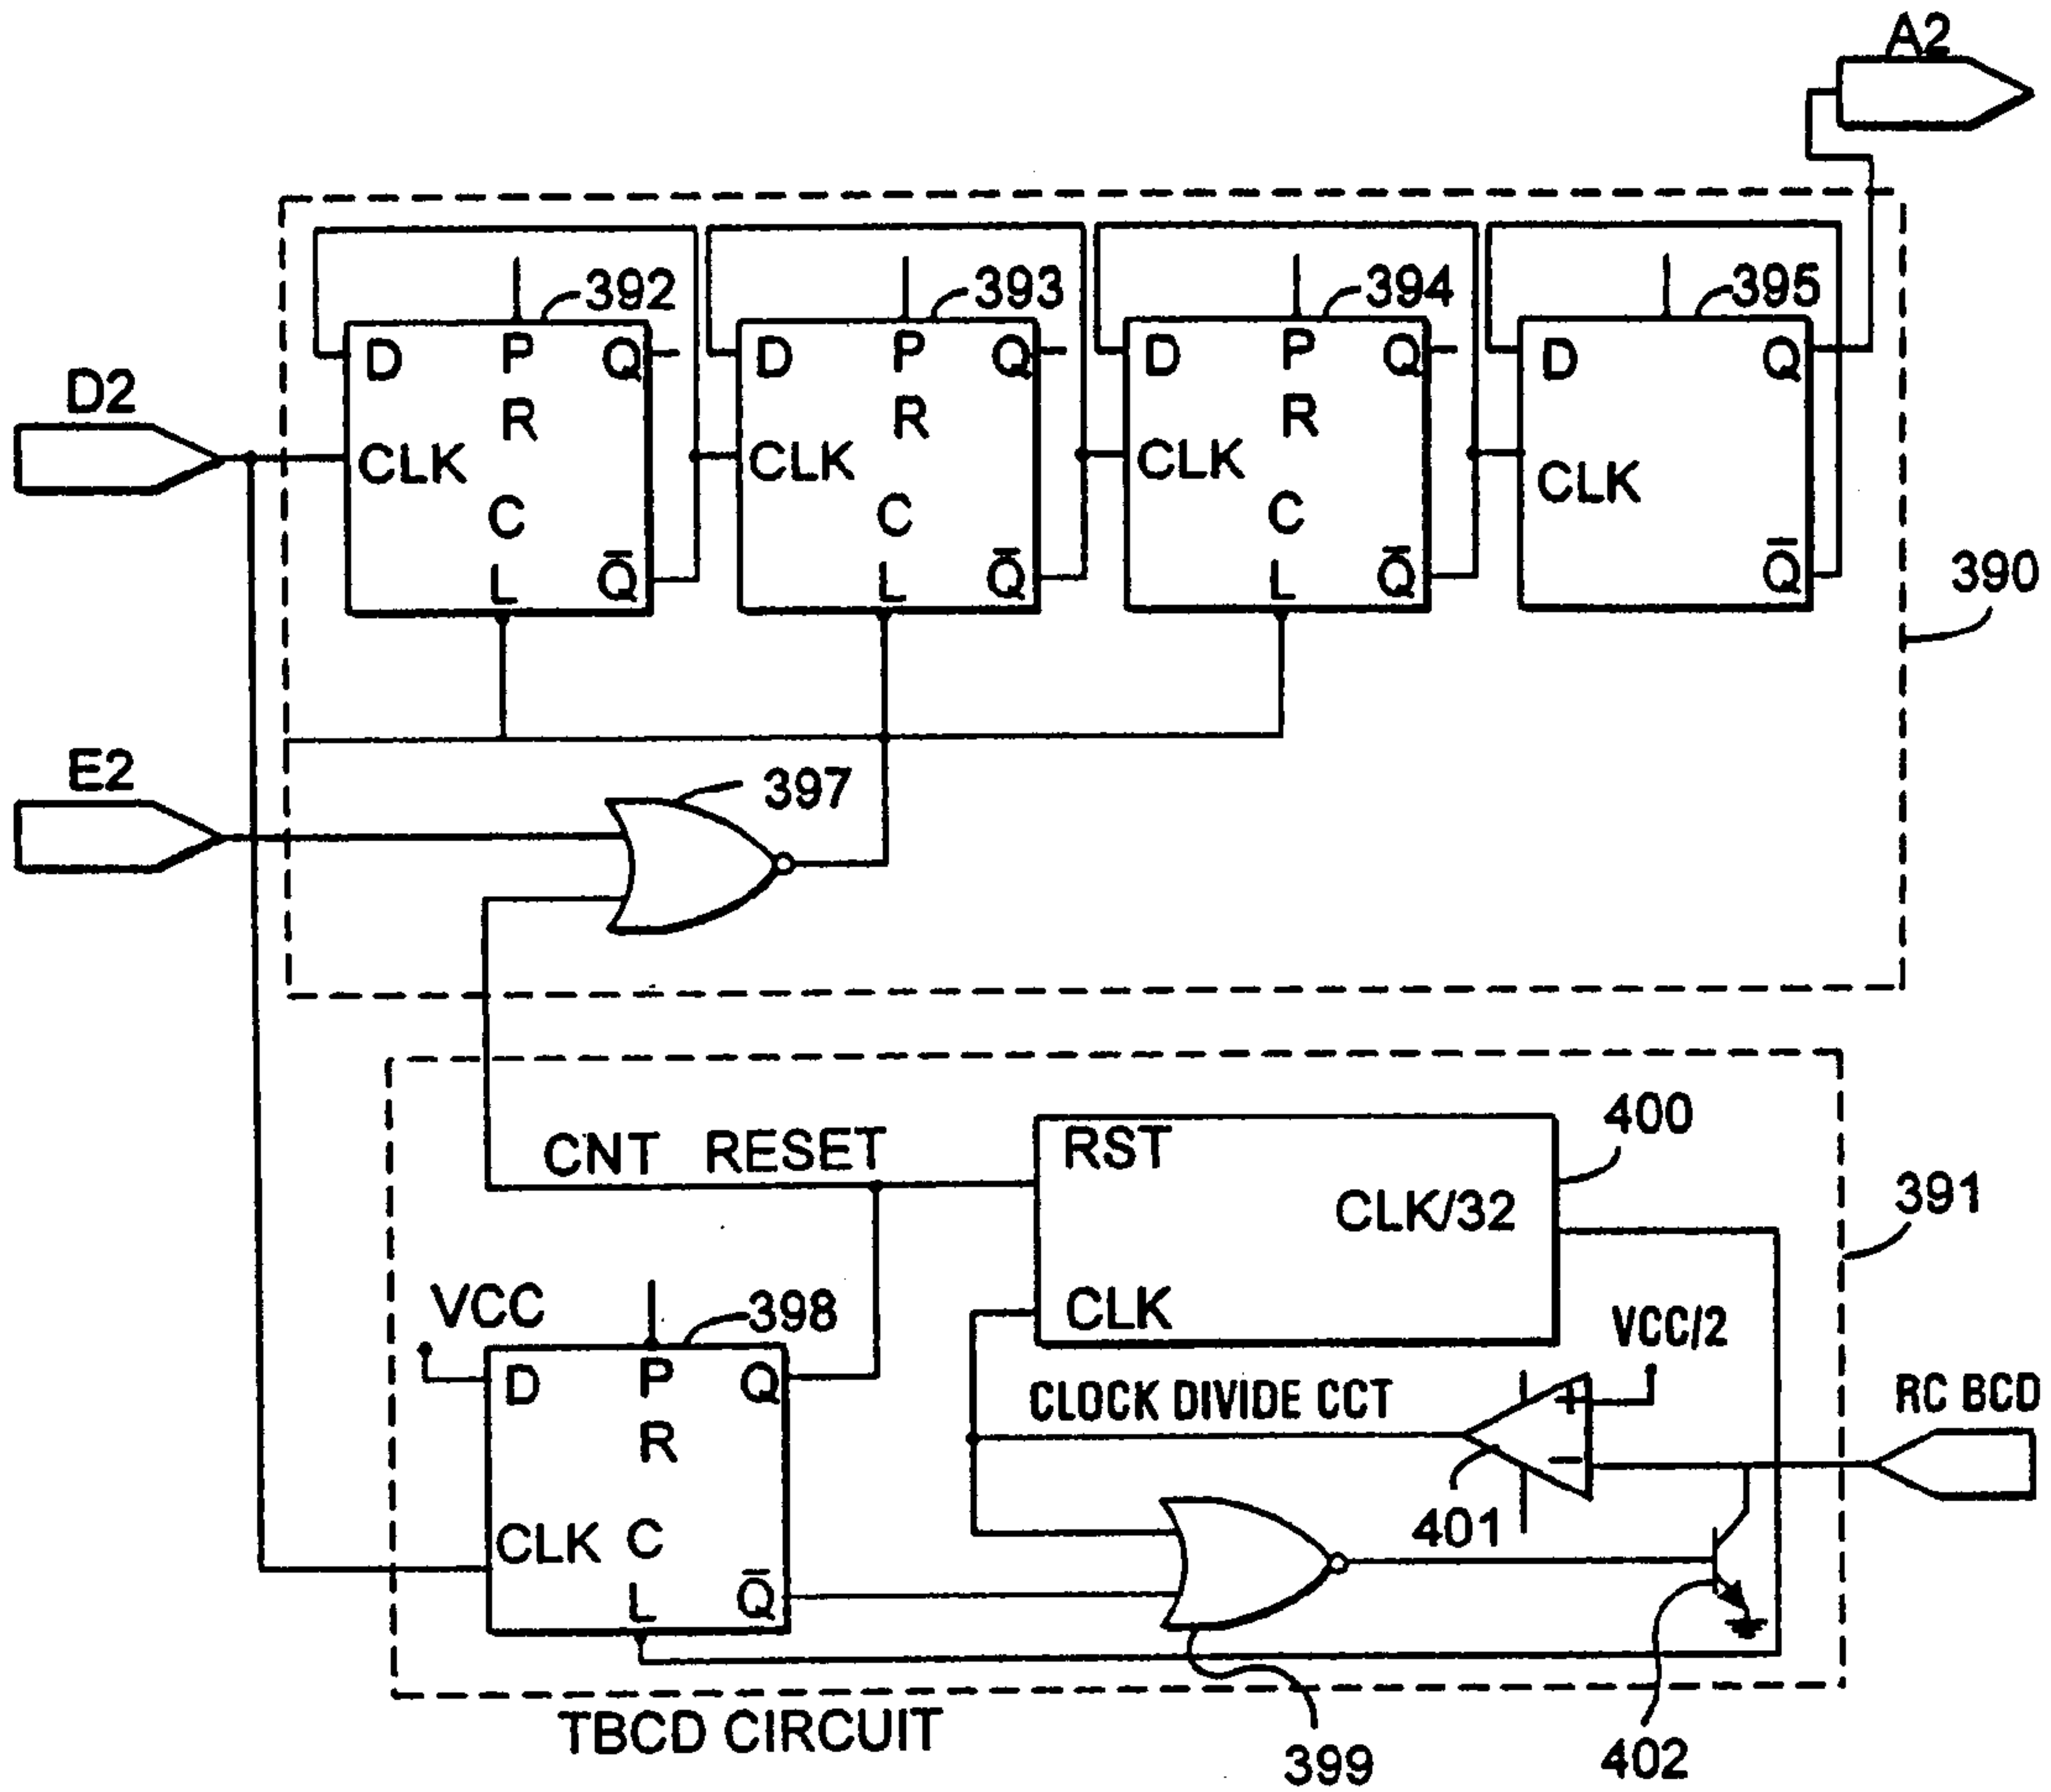 A2
392
393
394
395
D P Q
D P Q
D P Q
D Q
D2
R
R
R
CLK
CLK
CLK
CLK
C
C
C
L Q̅
L Q̅
L Q̅
Q̅
390
E2
397
CNT RESET
RST
400
CLK/32
391
VCC
398
CLK
VCC/2
D P Q
CLOCK DIVIDE CCT
+
RC BCD
R
−
401
CLK C
L Q̅
TBCD CIRCUIT
399
402